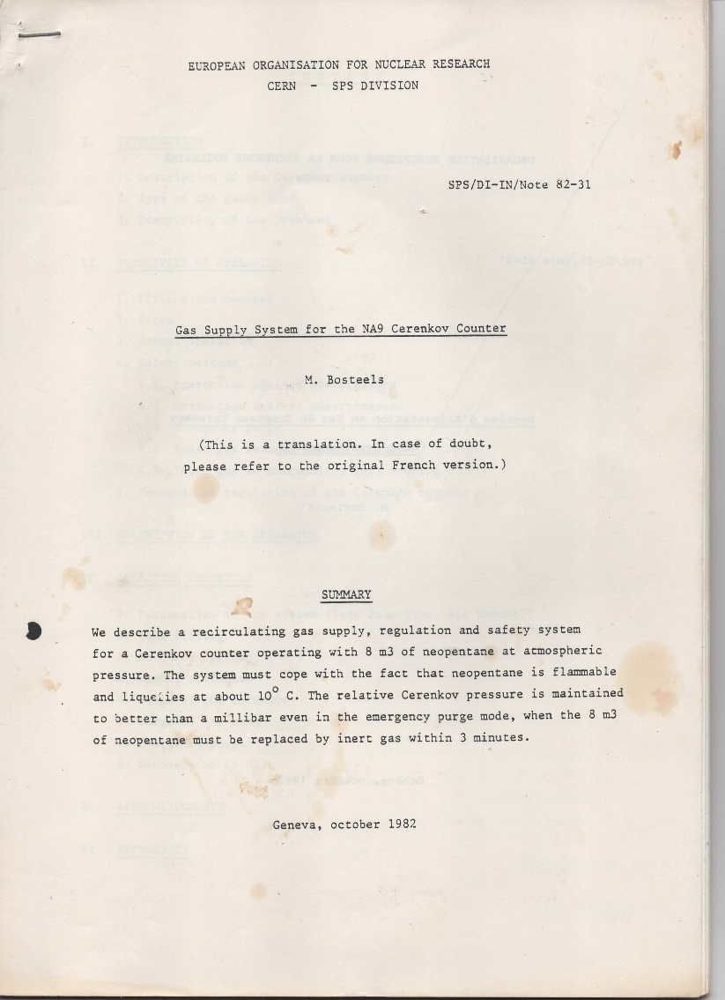 EUROPEAN ORGANISATION FOR NUCLEAR RESEARCH
CERN - SPS DIVISION
SPS/DI-IN/Note 82-31
Gas Supply System for the NA9 Cerenkov Counter
M. Bosteels
(This is a translation. In case of doubt,
please refer to the original French version.)
SUMMARY
We describe a recirculating gas supply, regulation and safety system
for a Cerenkov counter operating with 8 m3 of neopentane at atmospheric
pressure. The system must cope with the fact that neopentane is flammable
and liquefies at about 10° C. The relative Cerenkov pressure is maintained
to better than a millibar even in the emergency purge mode, when the 8 m3
of neopentane must be replaced by inert gas within 3 minutes.
Geneva, october 1982